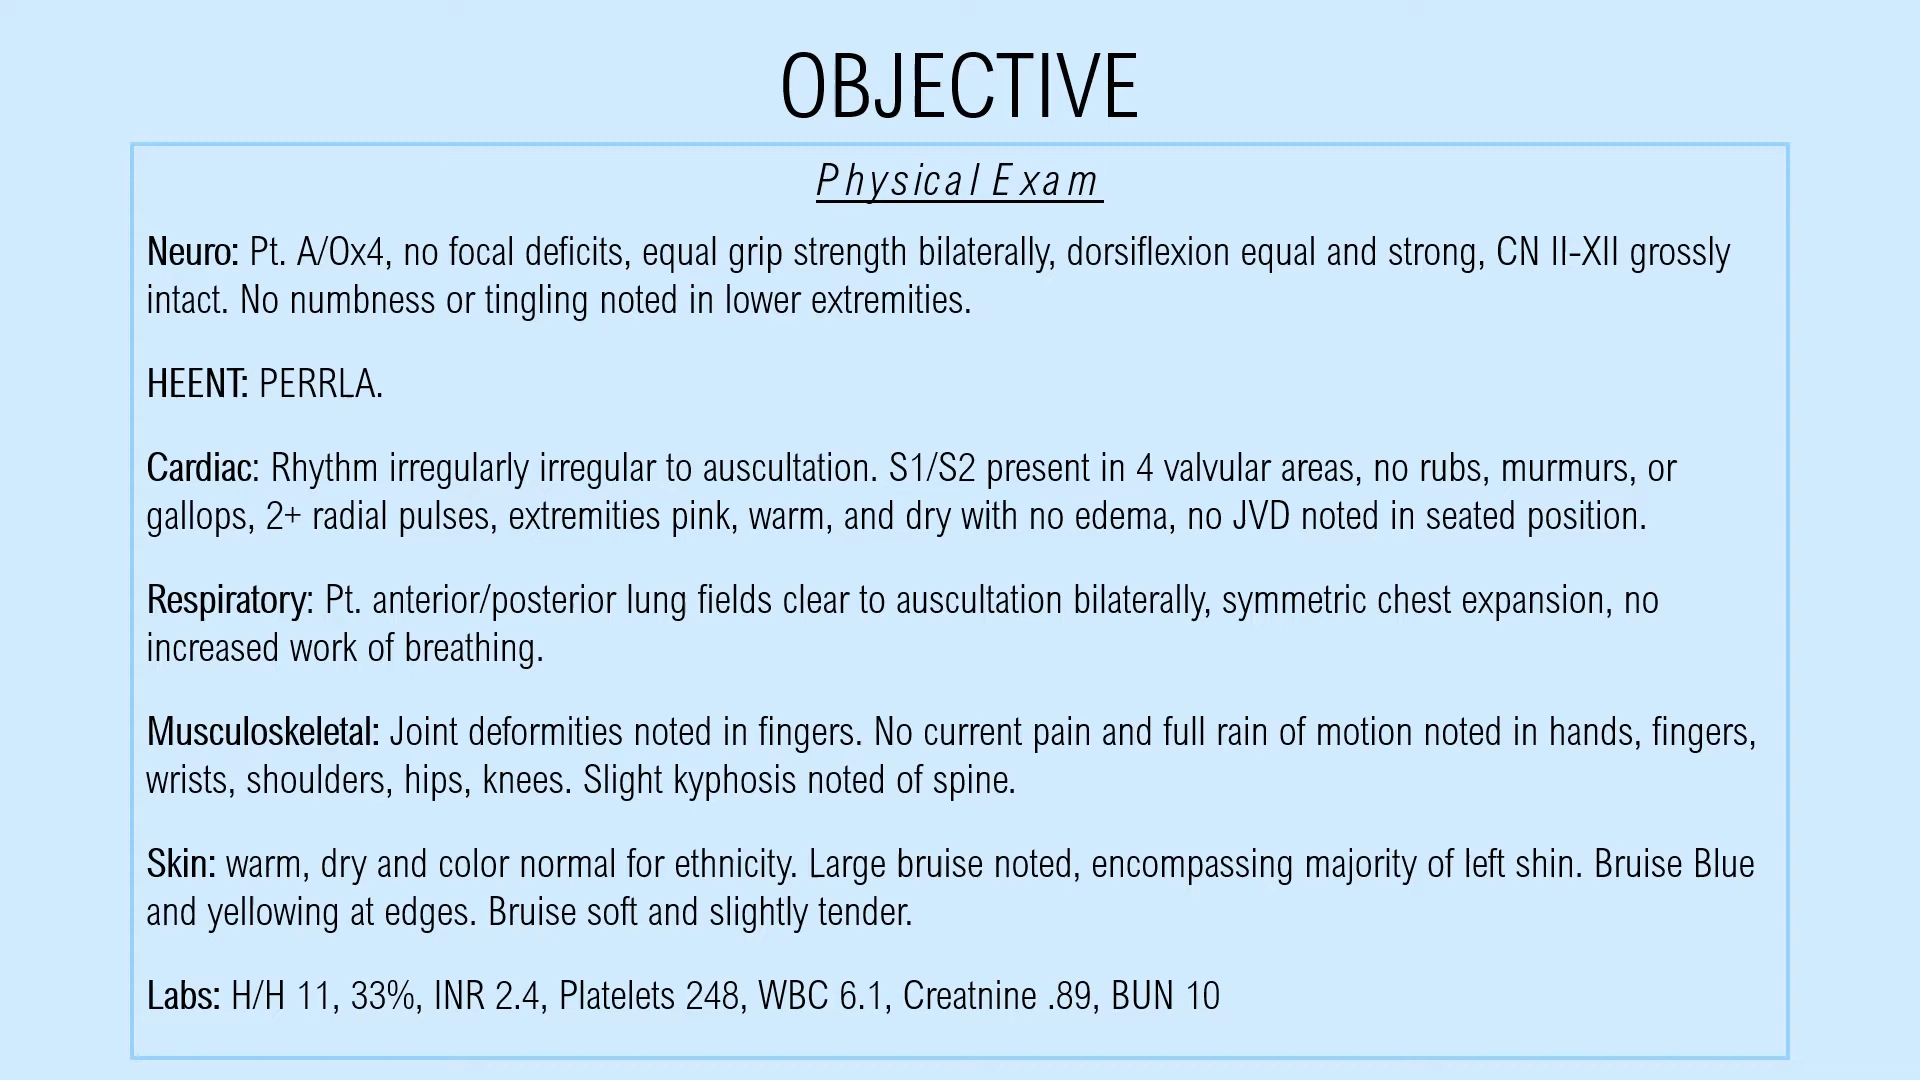 OBJECTIVE
Physical Exam
Neuro: Pt. A/Ox4, no focal deficits, equal grip strength bilaterally, dorsiflexion equal and strong, CN II-XII grossly
intact. No numbness or tingling noted in lower extremities.
HEENT: PERRLA.
Cardiac: Rhythm irregularly irregular to auscultation. S1/S2 present in 4 valvular areas, no rubs, murmurs, or
gallops, 2+ radial pulses, extremities pink, warm, and dry with no edema, no JVD noted in seated position.
Respiratory: Pt. anterior/posterior lung fields clear to auscultation bilaterally, symmetric chest expansion, no
increased work of breathing.
Musculoskeletal: Joint deformities noted in fingers. No current pain and full rain of motion noted in hands, fingers,
wrists, shoulders, hips, knees. Slight kyphosis noted of spine.
Skin: warm, dry and color normal for ethnicity. Large bruise noted, encompassing majority of left shin. Bruise Blue
and yellowing at edges. Bruise soft and slightly tender.
Labs: H/H 11, 33%, INR 2.4, Platelets 248, WBC 6.1, Creatnine .89, BUN 10